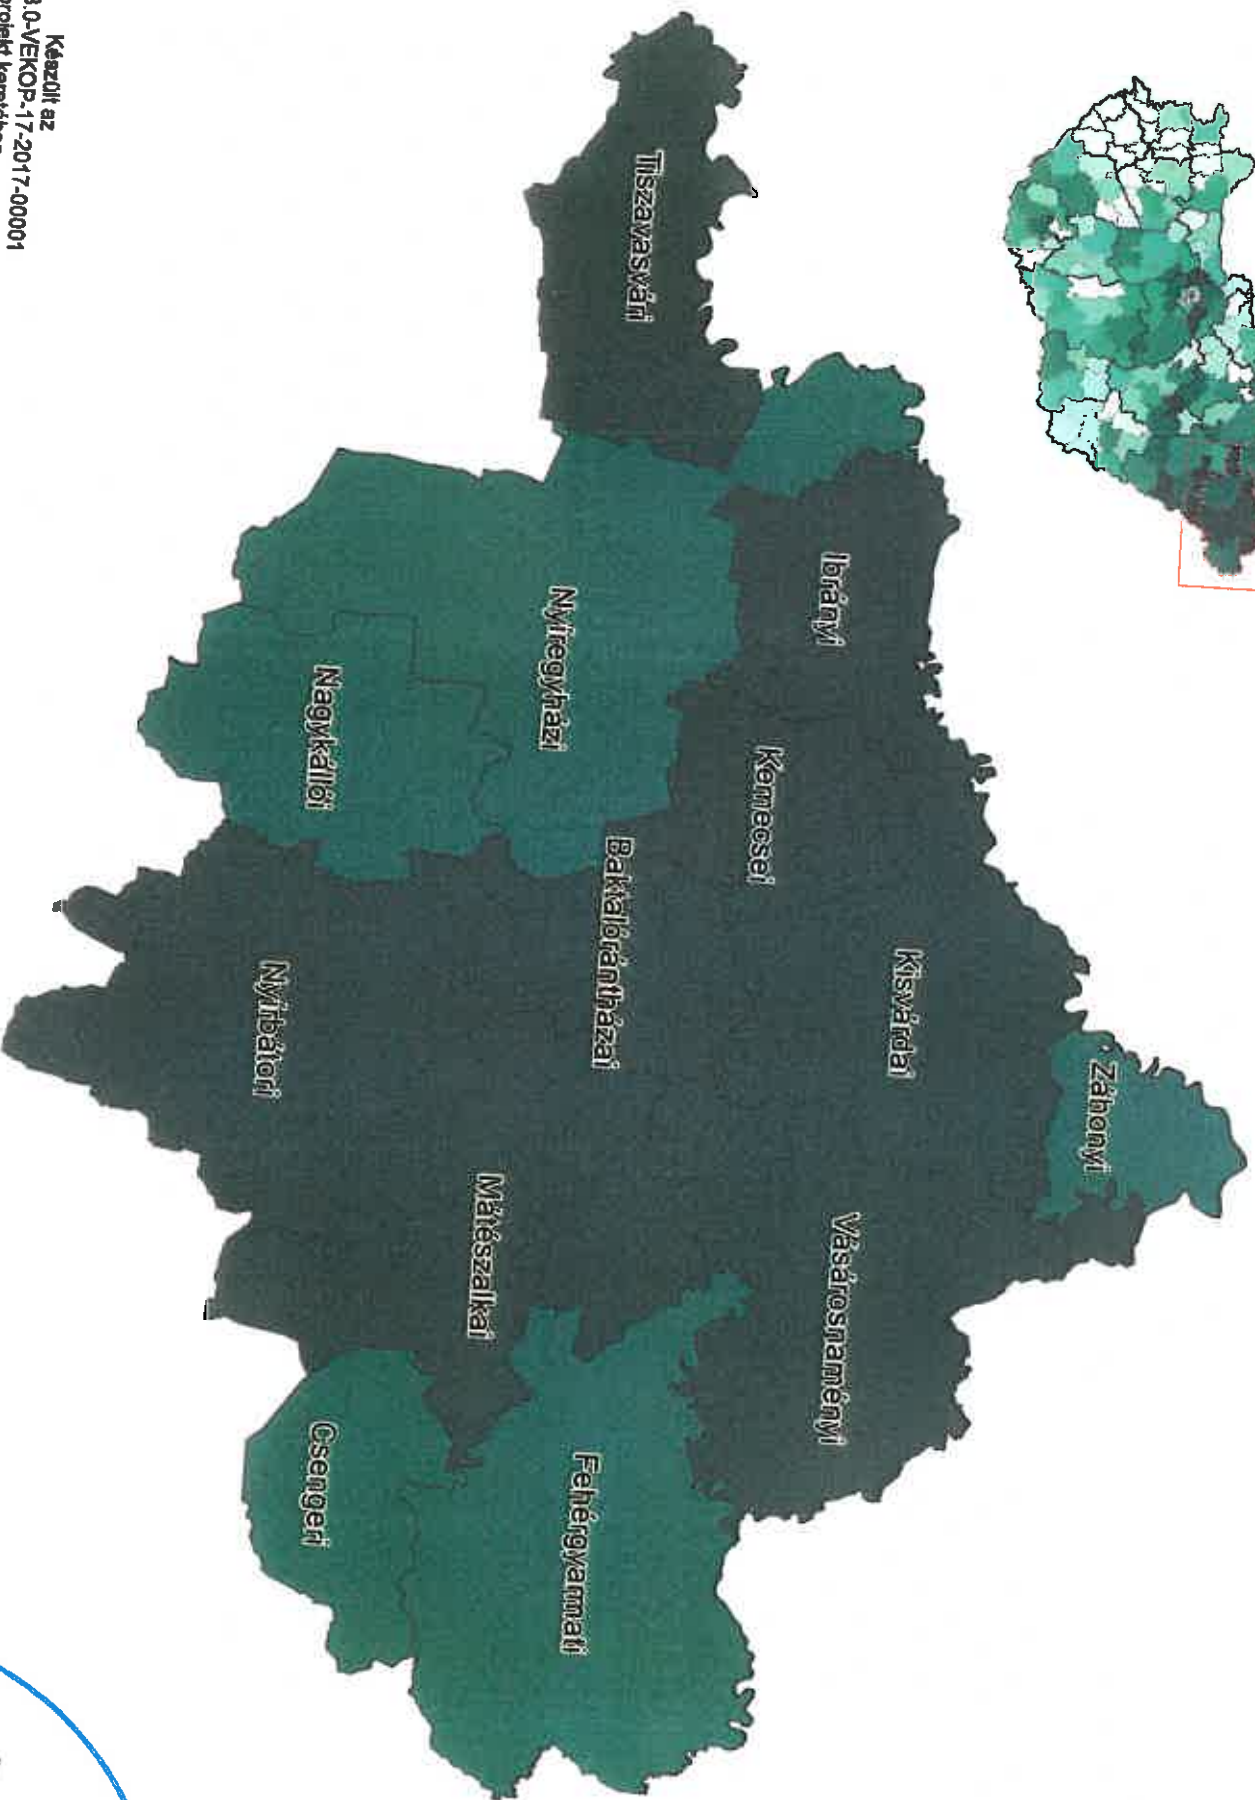 Záhonyi
Kisvárdai
Vásárosnaményi
Ibrányi
Kemecsei
Tiszavasvári
Baktalórántházai
Fehérgyarmati
Nyíregyházi
Mátészalkai
Nagykállói
Csengeri
Nyírbátori
Készült az
3.0-VEKOP-17-2017-00001